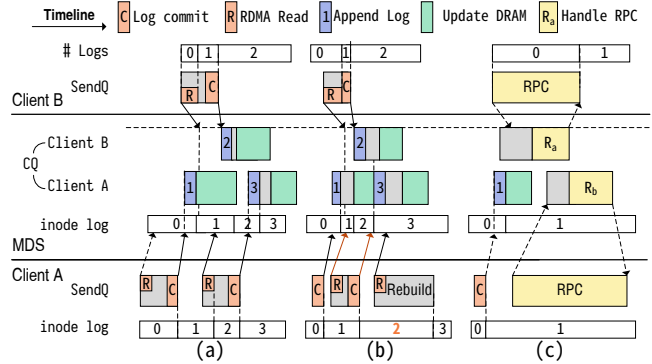 Timeline C Log commit R RDMA Read 1 Append Log Update DRAM Ra Handle RPC
# Logs 0 1 2 0 1 2 0 1
SendQ R C R C RPC
Client B
Client B 2 2 Ra
CQ
Client A 1 3 1 3 Rb
inode log 0 1 2 3 0 1 2 3 0 1
MDS
Client A
SendQ R C R C C R C R Rebuild C RPC
inode log 0 1 2 3 0 1 2 3 0 1
(a) (b) (c)